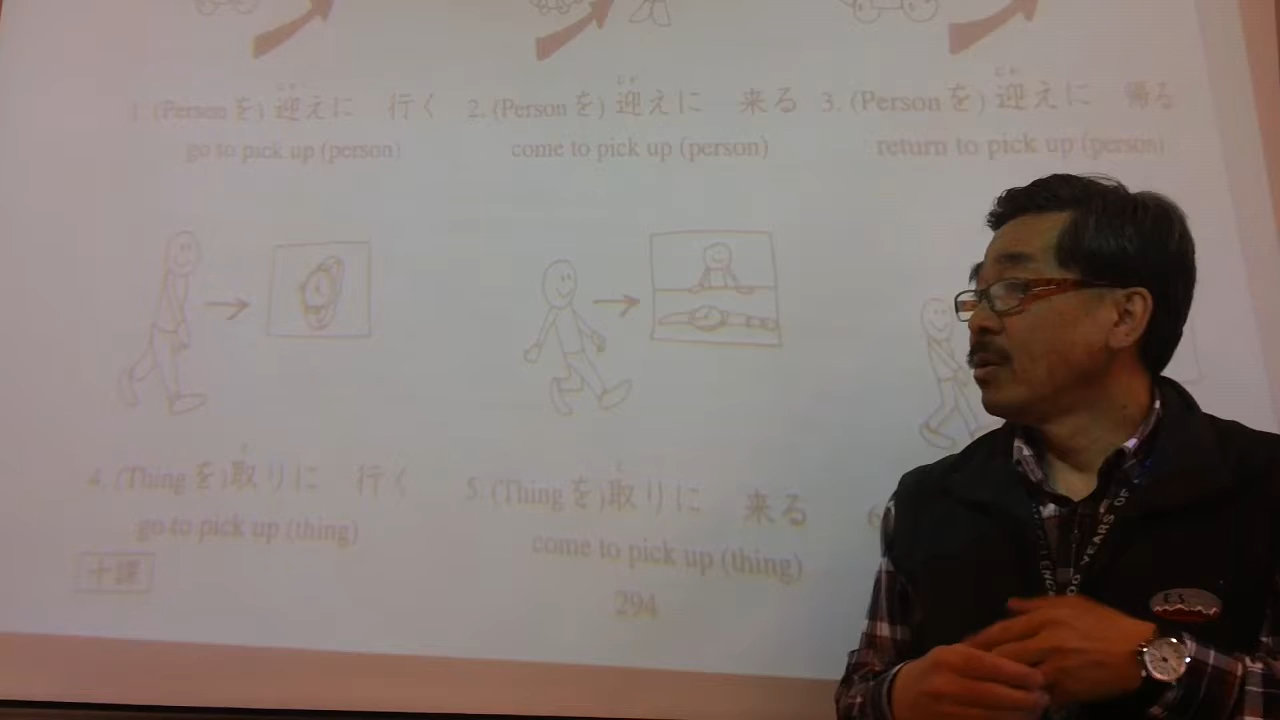 1. (Person を) 迎えに 行く 2. (Person を) 迎えに 来る 3. (Person を) 迎えに 帰る
go to pick up (person) come to pick up (person) return to pick up (person)
4. (Thing を) 取りに 行く 5. (Thing を) 取りに 来る 6
go to pick up (thing) come to pick up (thing)
十課
294
YEARS OF
E.S.